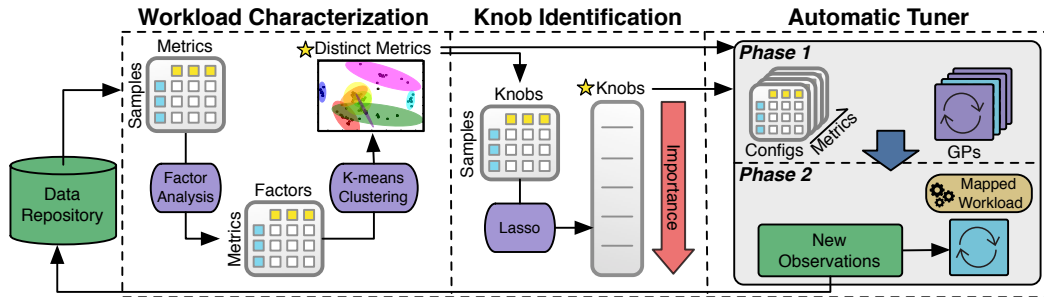 Workload Characterization
Knob Identification
Automatic Tuner
Data
Repository
Metrics
Samples
Factor
Analysis
Factors
Metrics
Distinct Metrics
K-means
Clustering
Knobs
Samples
Lasso
Knobs
Importance
Phase 1
Configs
Metrics
GPs
Phase 2
Mapped
Workload
New
Observations